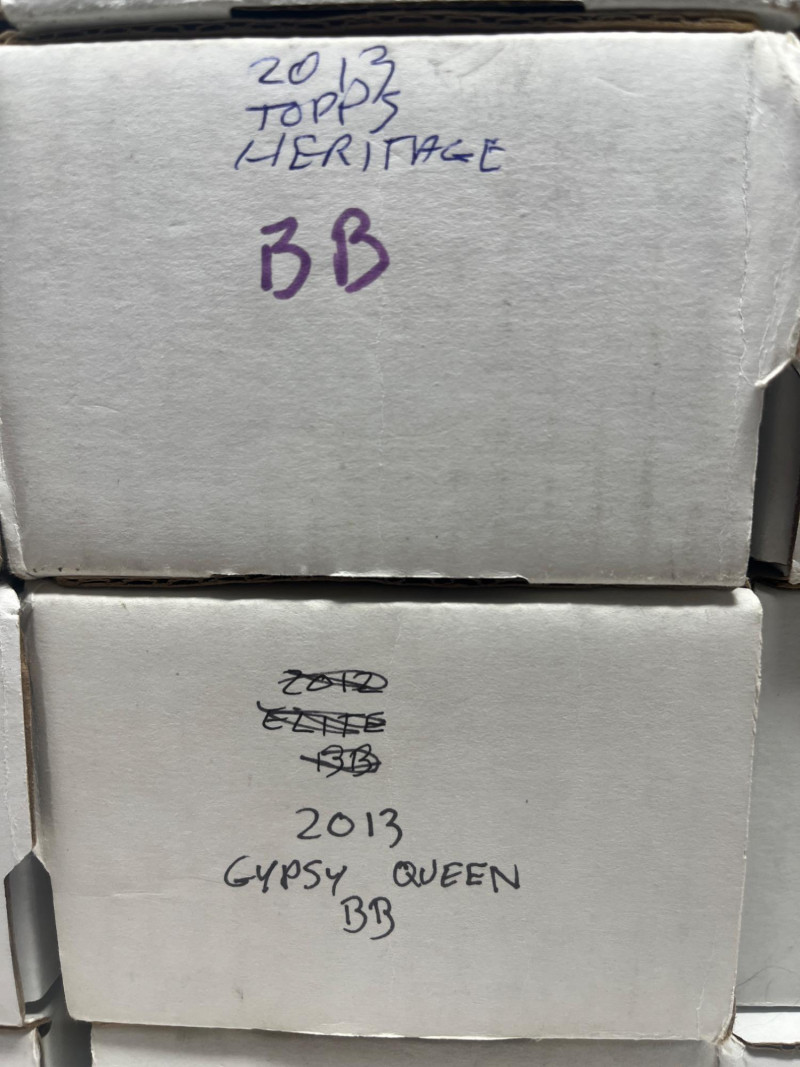 2013
TOPPS
HERITAGE
BB
2012
ELITE
BB
2013
GYPSY QUEEN
BB